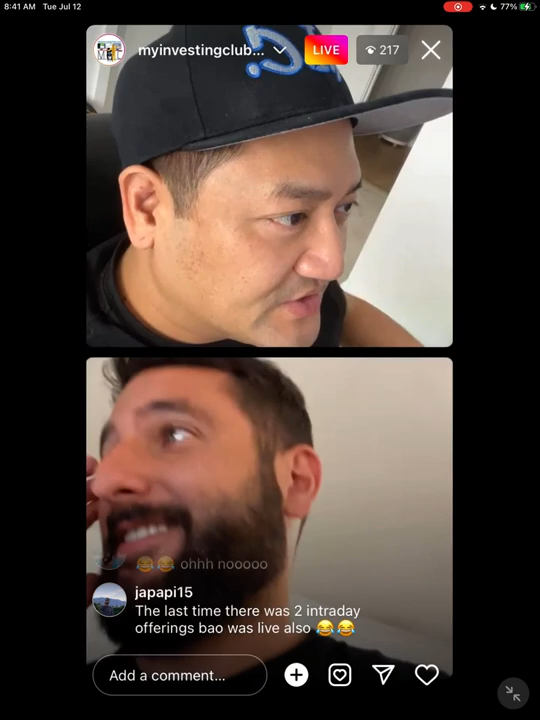 8:41 AM Tue Jul 12
77%
myinvestingclub... LIVE 217
😂😂 ohhh nooooo
japapi15
The last time there was 2 intraday
offerings bao was live also 😂😂
Add a comment...